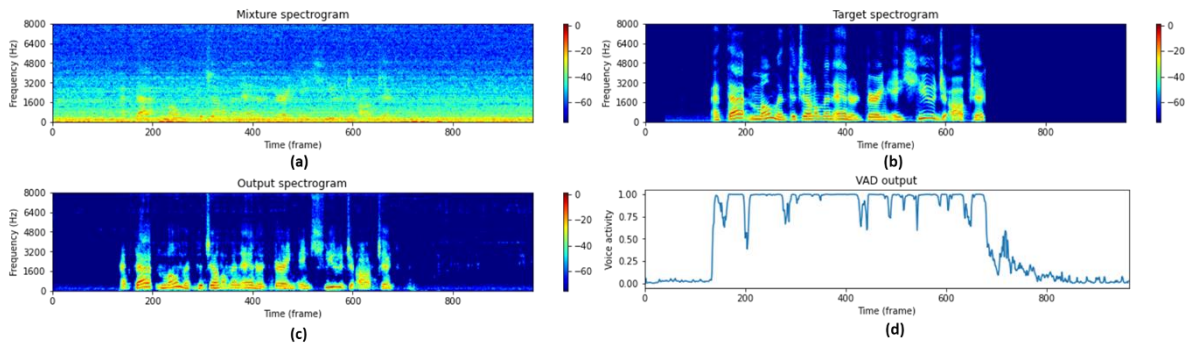 Mixture spectrogram
8000
6400
4800
3200
1600
0
Frequency (Hz)
0 200 400 600 800
Time (frame)
0
−20
−40
−60
(a)
Target spectrogram
8000
6400
4800
3200
1600
0
Frequency (Hz)
0 200 400 600 800
Time (frame)
0
−20
−40
−60
(b)
Output spectrogram
8000
6400
4800
3200
1600
0
Frequency (Hz)
0 200 400 600 800
Time (frame)
0
−20
−40
−60
(c)
VAD output
1.00
0.75
0.50
0.25
0.00
Voice activity
0 200 400 600 800
Time (frame)
(d)